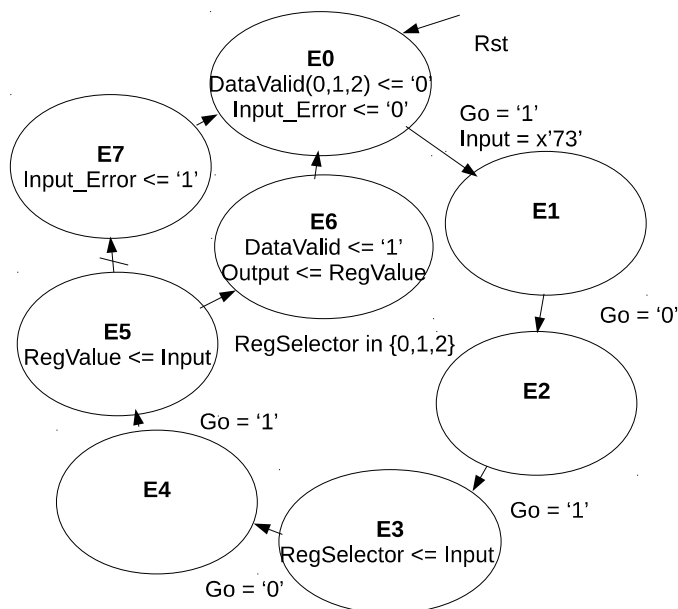 Rst
E0
DataValid(0,1,2) <= ‘0’
Input_Error <= ‘0’
Go = ‘1’
Input = x’73’
E7
Input_Error <= ‘1’
E1
E6
DataValid <= ‘1’
Output <= RegValue
Go = ‘0’
E5
RegValue <= Input
RegSelector in {0,1,2}
E2
Go = ‘1’
E4
Go = ‘1’
E3
RegSelector <= Input
Go = ‘0’